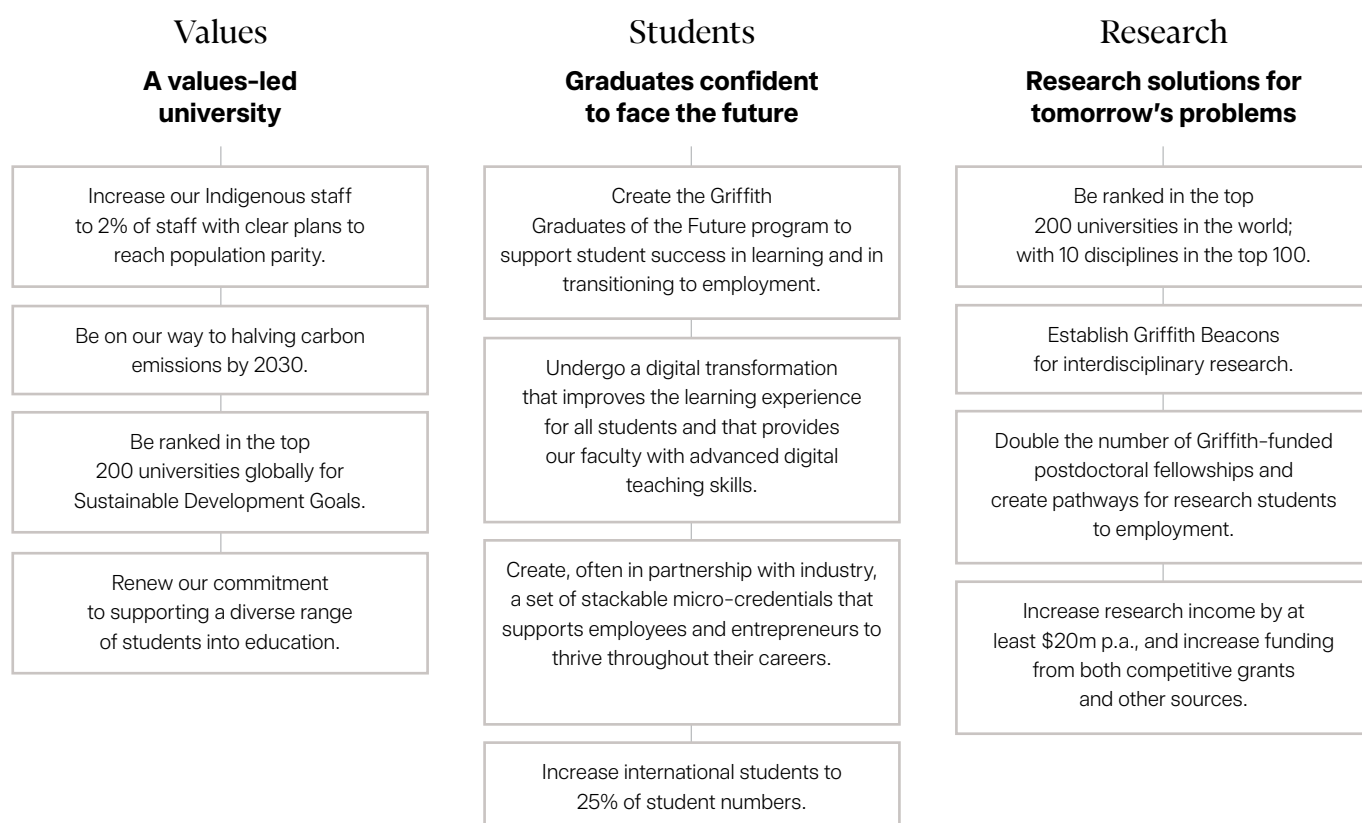 Values
A values-led
university
Increase our Indigenous staff
to 2% of staff with clear plans to
reach population parity.
Be on our way to halving carbon
emissions by 2030.
Be ranked in the top
200 universities globally for
Sustainable Development Goals.
Renew our commitment
to supporting a diverse range
of students into education.
Students
Graduates confident
to face the future
Create the Griffith
Graduates of the Future program to
support student success in learning and in
transitioning to employment.
Undergo a digital transformation
that improves the learning experience
for all students and that provides
our faculty with advanced digital
teaching skills.
Create, often in partnership with industry,
a set of stackable micro-credentials that
supports employees and entrepreneurs to
thrive throughout their careers.
Increase international students to
25% of student numbers.
Research
Research solutions for
tomorrow's problems
Be ranked in the top
200 universities in the world;
with 10 disciplines in the top 100.
Establish Griffith Beacons
for interdisciplinary research.
Double the number of Griffith-funded
postdoctoral fellowships and
create pathways for research students
to employment.
Increase research income by at
least $20m p.a., and increase funding
from both competitive grants
and other sources.